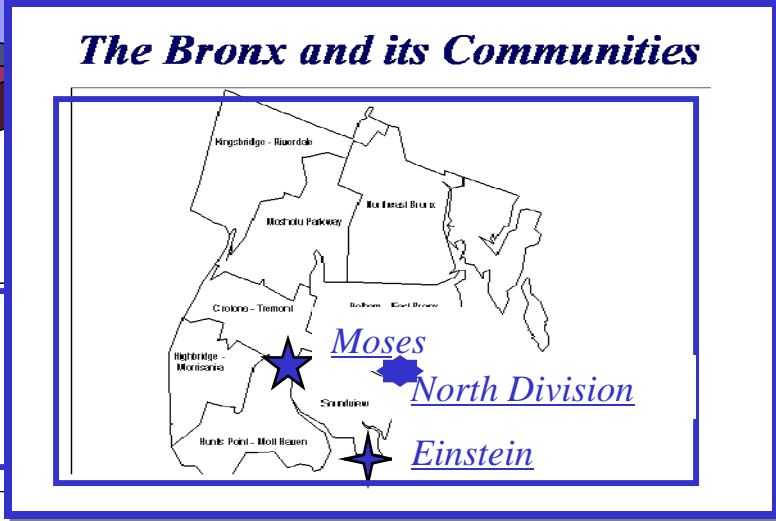 The Bronx and its Communities
Kingsbridge - Riverdale
Northeast Bronx
Mosholu Parkway
Crotona - Tremont
Pelham - East Bronx
Moses
Highbridge -
Morrisania
North Division
Soundview
Hunts Point - Mott Haven
Einstein